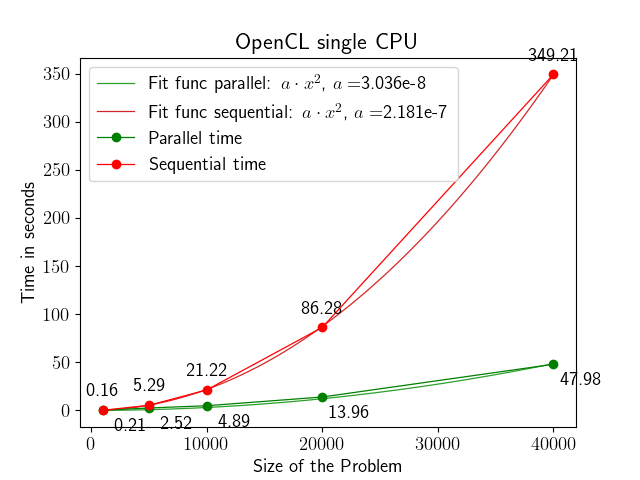 OpenCL single CPU
349.21
Fit func parallel: a · x², a =3.036e-8
Fit func sequential: a · x², a =2.181e-7
Parallel time
Sequential time
350
300
250
200
150
100
50
0
Time in seconds
86.28
21.22
5.29
0.16
47.98
13.96
4.89
2.52
0.21
0 10000 20000 30000 40000
Size of the Problem